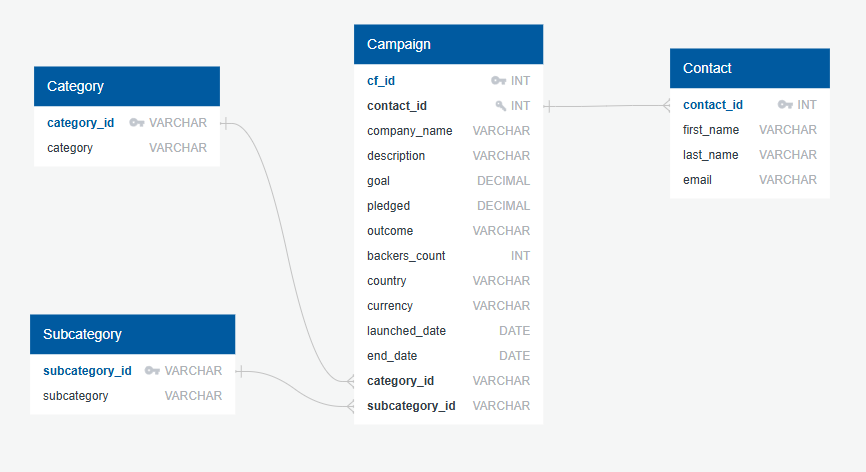 Category
category_id VARCHAR
category VARCHAR
Subcategory
subcategory_id VARCHAR
subcategory VARCHAR
Campaign
cf_id INT
contact_id INT
company_name VARCHAR
description VARCHAR
goal DECIMAL
pledged DECIMAL
outcome VARCHAR
backers_count INT
country VARCHAR
currency VARCHAR
launched_date DATE
end_date DATE
category_id VARCHAR
subcategory_id VARCHAR
Contact
contact_id INT
first_name VARCHAR
last_name VARCHAR
email VARCHAR